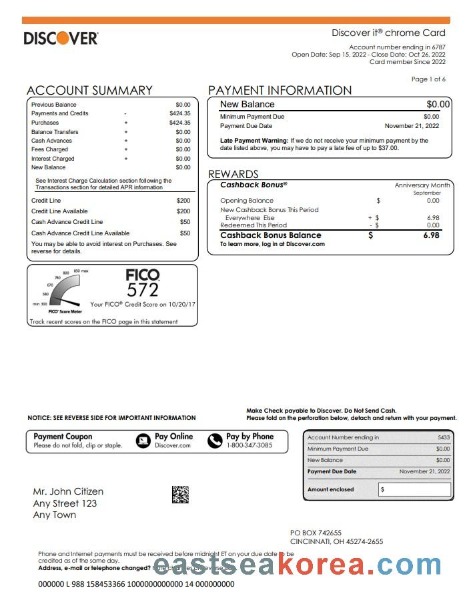 DISCOVER
Discover it® chrome Card
Account number ending in 6787
Open Date: Sep 15, 2022 - Close Date: Oct 26, 2022
Card member Since 2022
Page 1 of 6
ACCOUNT SUMMARY
Previous Balance $0.00
Payments and Credits - $424.35
Purchases + $424.35
Balance Transfers + $0.00
Cash Advances + $0.00
Fees Charged + $0.00
Interest Charged + $0.00
New Balance $0.00
See Interest Charge Calculation section following the
Transactions section for detailed APR information
Credit Line $200
Credit Line Available $200
Cash Advance Credit Line $50
Cash Advance Credit Line Available $50
You may be able to avoid interest on Purchases. See
reverse for details.
PAYMENT INFORMATION
New Balance $0.00
Minimum Payment Due $0.00
Payment Due Date November 21, 2022
Late Payment Warning: If we do not receive your minimum payment by the
date listed above, you may have to pay a late fee of up to $37.00.
REWARDS
Cashback Bonus® Anniversary Month
September
Opening Balance $ 0.00
New Cashback Bonus This Period
Everywhere Else + $ 6.98
Redeemed This Period - $ 0.00
Cashback Bonus Balance $ 6.98
To learn more, log in at Discover.com
FICO
572
Your FICO® Credit Score on 10/20/17
FICO® Score Meter
Track recent scores on the FICO page in this statement
NOTICE: SEE REVERSE SIDE FOR IMPORTANT INFORMATION
Make Check payable to Discover. Do Not Send Cash.
Please fold on the perforation below, detach and return with your payment.
Payment Coupon
Please do not fold, clip or staple.
Pay Online
Discover.com
Pay by Phone
1-800-347-3085
Account Number ending in 5433
Minimum Payment Due $0.00
New Balance $0.00
Payment Due Date November 21, 2022
Amount enclosed $
Mr. John Citizen
Any Street 123
Any Town
PO BOX 742655
CINCINNATI, OH 45274-2655
Phone and Internet payments must be received before midnight ET on your due date to be
credited as of the same day.
Address, e-mail or telephone changed?
eastseakorea.com
000000 L 988 158453366 1000000000000 14 000000000